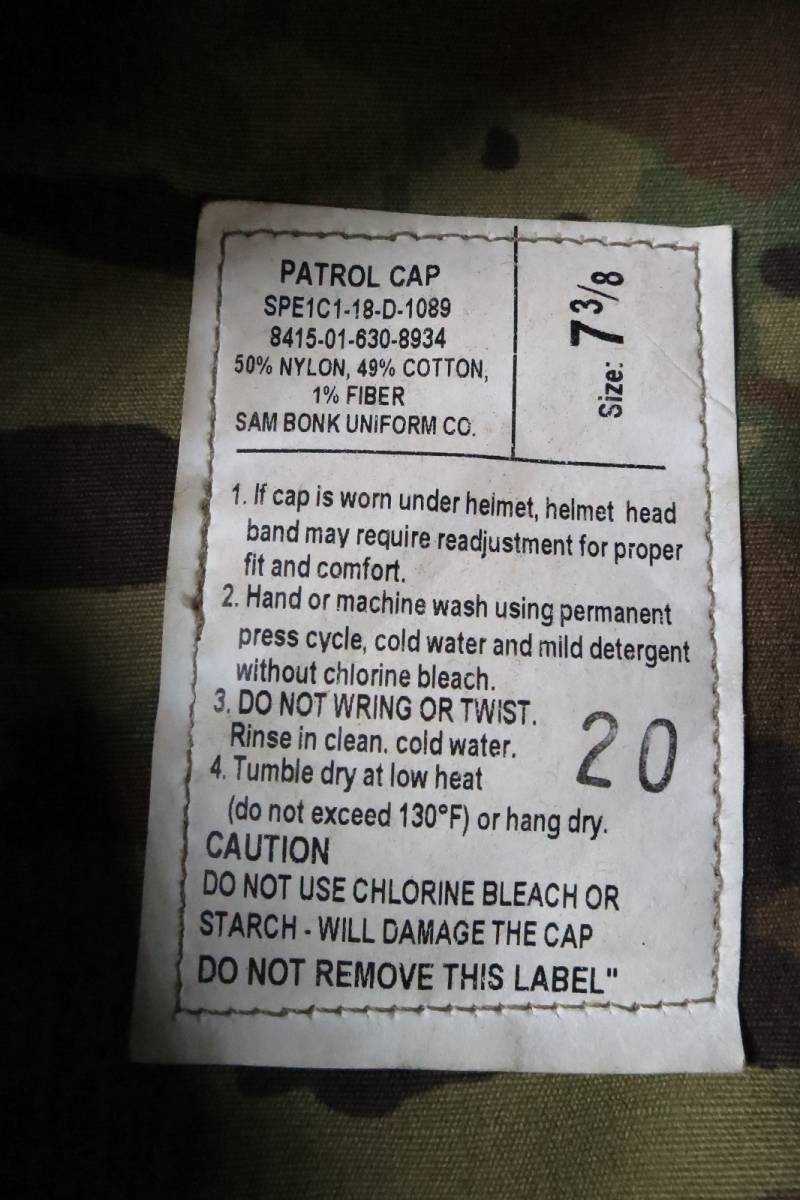 PATROL CAP
SPE1C1-18-D-1089
8415-01-630-8934
50% NYLON, 49% COTTON,
1% FIBER
SAM BONK UNIFORM CO.
Size: 7 3/8
1. If cap is worn under helmet, helmet head
band may require readjustment for proper
fit and comfort.
2. Hand or machine wash using permanent
press cycle, cold water and mild detergent
without chlorine bleach.
3. DO NOT WRING OR TWIST.
Rinse in clean, cold water.
4. Tumble dry at low heat
(do not exceed 130°F) or hang dry.
20
CAUTION
DO NOT USE CHLORINE BLEACH OR
STARCH - WILL DAMAGE THE CAP
DO NOT REMOVE THIS LABEL"